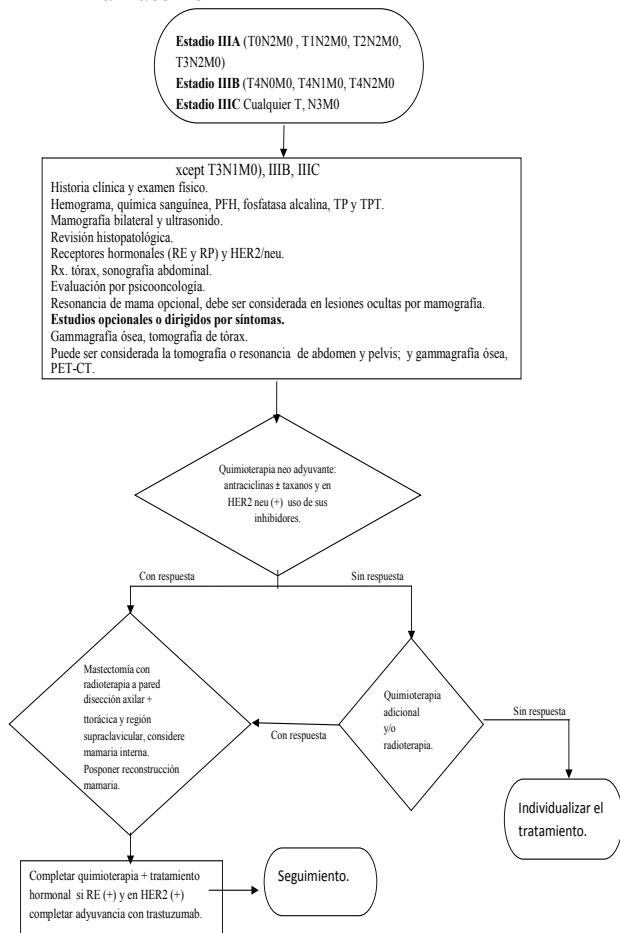 Estadio IIIA (T0N2M0 , T1N2M0, T2N2M0,
T3N2M0)
Estadio IIIB (T4N0M0, T4N1M0, T4N2M0
Estadio IIIC Cualquier T, N3M0
xcept T3N1M0), IIIB, IIIC
Historia clínica y examen físico.
Hemograma, química sanguínea, PFH, fosfatasa alcalina, TP y TPT.
Mamografía bilateral y ultrasonido.
Revisión histopatológica.
Receptores hormonales (RE y RP) y HER2/neu.
Rx. tórax, sonografía abdominal.
Evaluación por psicooncología.
Resonancia de mama opcional, debe ser considerada en lesiones ocultas por mamografía.
Estudios opcionales o dirigidos por síntomas.
Gammagrafía ósea, tomografía de tórax.
Puede ser considerada la tomografía o resonancia de abdomen y pelvis; y gammagrafía ósea,
PET-CT.
Quimioterapia neo adyuvante:
antraciclinas ± taxanos y en
HER2 neu (+) uso de sus
inhibidores.
Con respuesta
Sin respuesta
Mastectomía con
radioterapia a pared
disección axilar +
ttorácica y región
supraclavicular, considere
mamaria interna.
Posponer reconstrucción
mamaria.
Con respuesta
Quimioterapia
adicional
y/o
radioterapia.
Sin respuesta
Individualizar el
tratamiento.
Completar quimioterapia + tratamiento
hormonal si RE (+) y en HER2 (+)
completar adyuvancia con trastuzumab.
Seguimiento.